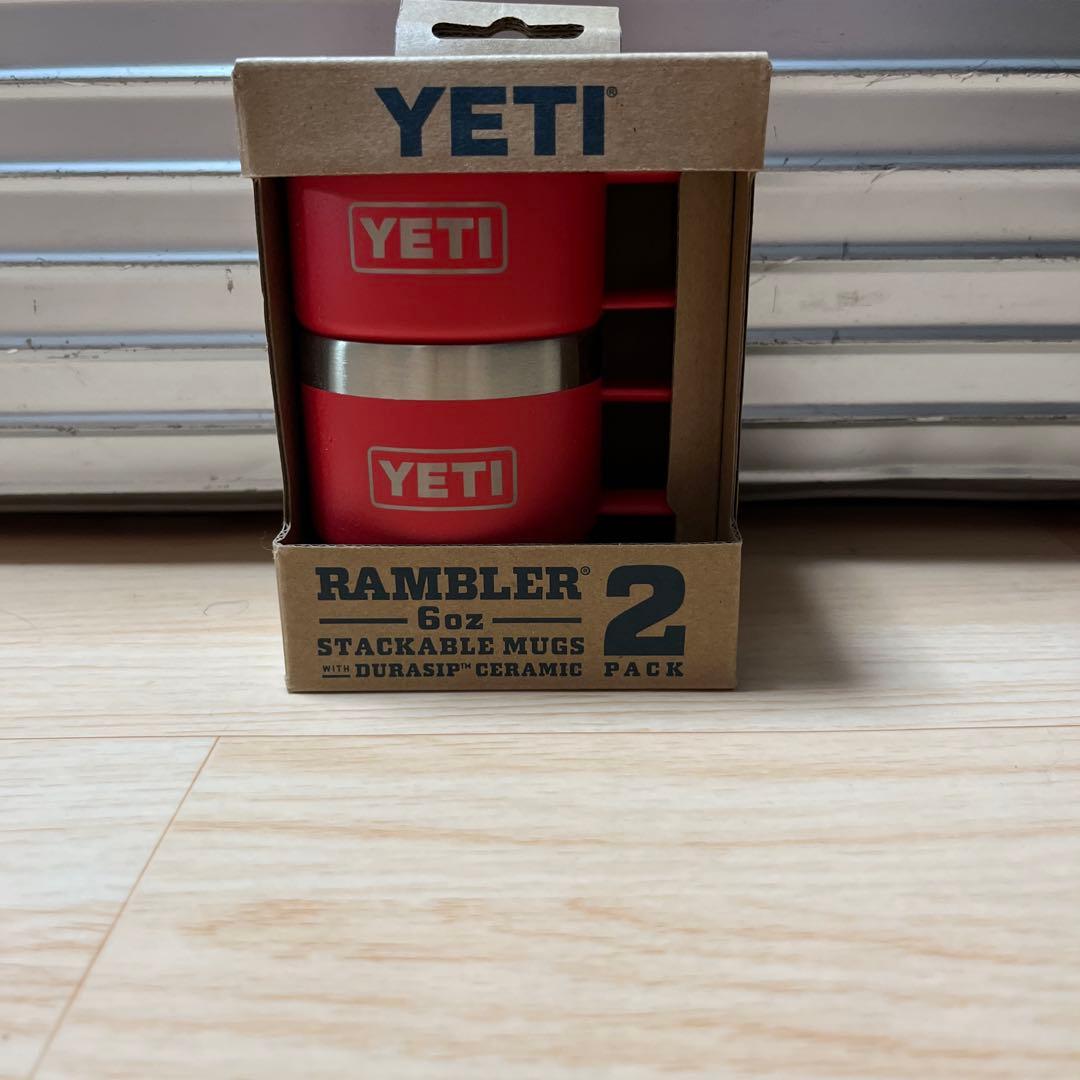 YETI®
YETI
YETI
RAMBLER®
6oz
STACKABLE MUGS
WITH DURASIP™ CERAMIC
2
PACK